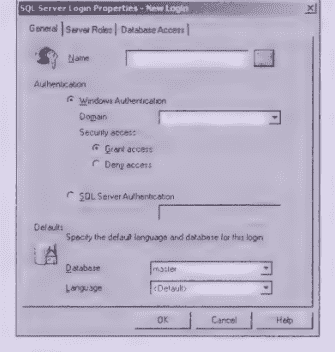 SQL Server Login Properties - New Login
General
Server Roles
Database Access
Name
Authentication
Windows Authentication
Domain
Security access:
Grant access
Deny access
SQL Server Authentication
Defaults
Specify the default language and database for this login
Database
master
Language
<Default>
OK
Cancel
Help